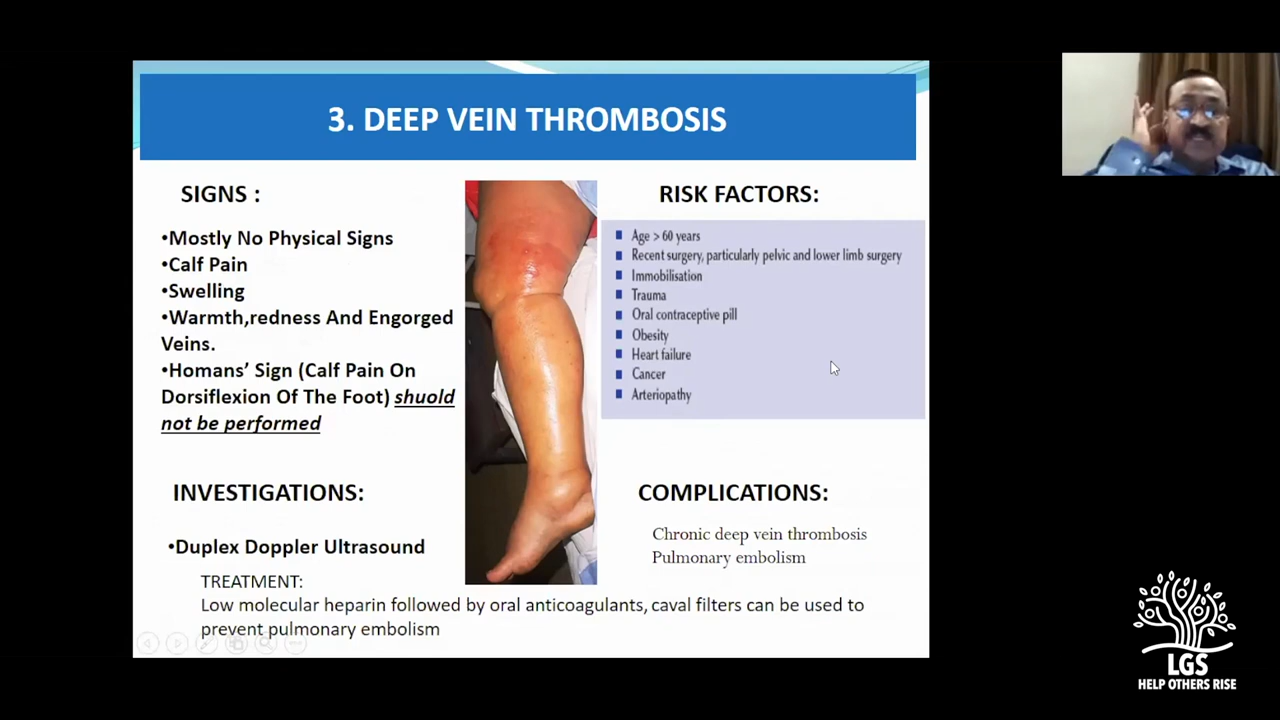 3. DEEP VEIN THROMBOSIS
SIGNS :
•Mostly No Physical Signs
•Calf Pain
•Swelling
•Warmth,redness And Engorged
Veins.
•Homans’ Sign (Calf Pain On
Dorsiflexion Of The Foot) shuold
not be performed
INVESTIGATIONS:
•Duplex Doppler Ultrasound
TREATMENT:
Low molecular heparin followed by oral anticoagulants, caval filters can be used to
prevent pulmonary embolism
RISK FACTORS:
Age > 60 years
Recent surgery, particularly pelvic and lower limb surgery
Immobilisation
Trauma
Oral contraceptive pill
Obesity
Heart failure
Cancer
Arteriopathy
COMPLICATIONS:
Chronic deep vein thrombosis
Pulmonary embolism
LGS
HELP OTHERS RISE